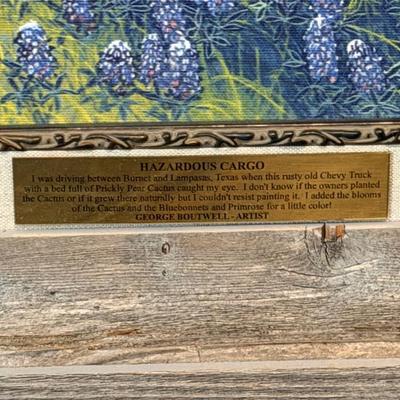 HAZARDOUS CARGO
I was driving between Burnet and Lampasas, Texas when this rusty old Chevy Truck
with a bed full of Prickly Pear Cactus caught my eye. I don't know if the owners planted
the Cactus or if it grew there naturally but I couldn't resist painting it. I added the blooms
of the Cactus and the Bluebonnets and Primrose for a little color!
GEORGE BOUTWELL - ARTIST